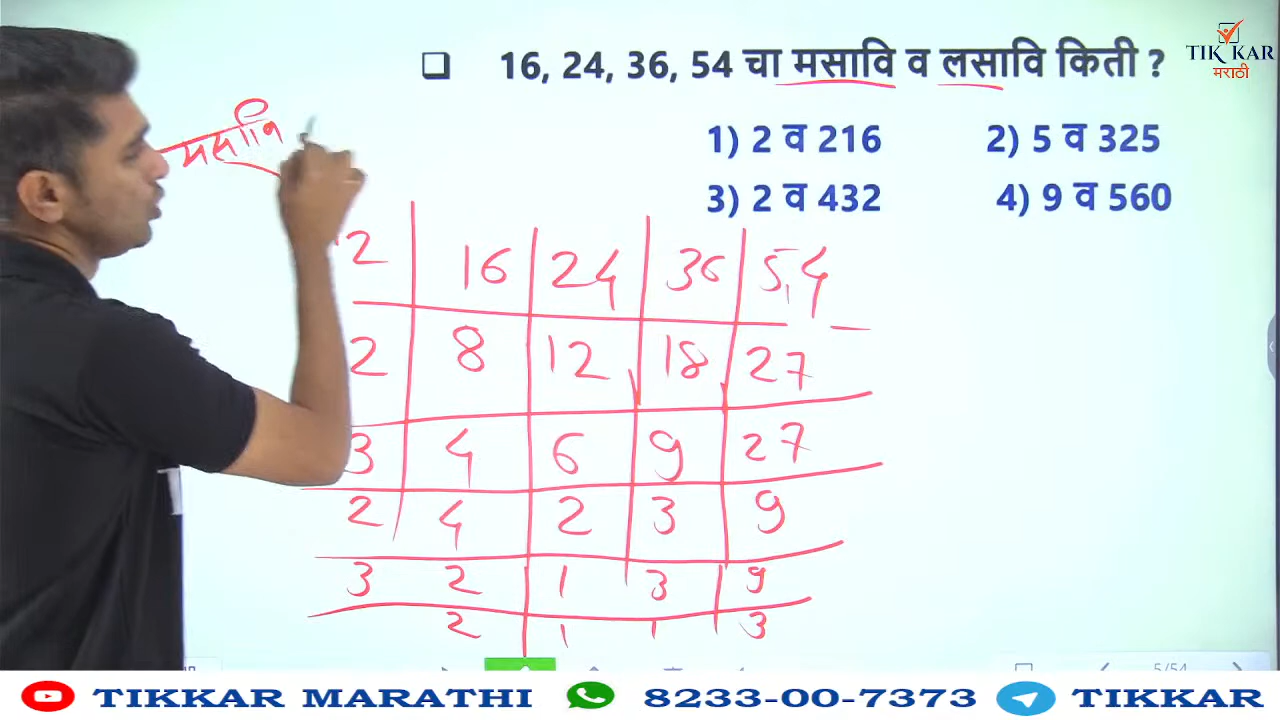 TIKKAR
मराठी
16, 24, 36, 54 चा मसावि व लसावि किती ?
1) 2 व 216 2) 5 व 325
3) 2 व 432 4) 9 व 560
मसावि
2 16 24 36 54
2 8 12 18 27
3 4 6 9 27
2 4 2 3 9
3 2 1 3 9
2 1 1 3
5/54
TIKKAR MARATHI 8233-00-7373 TIKKAR